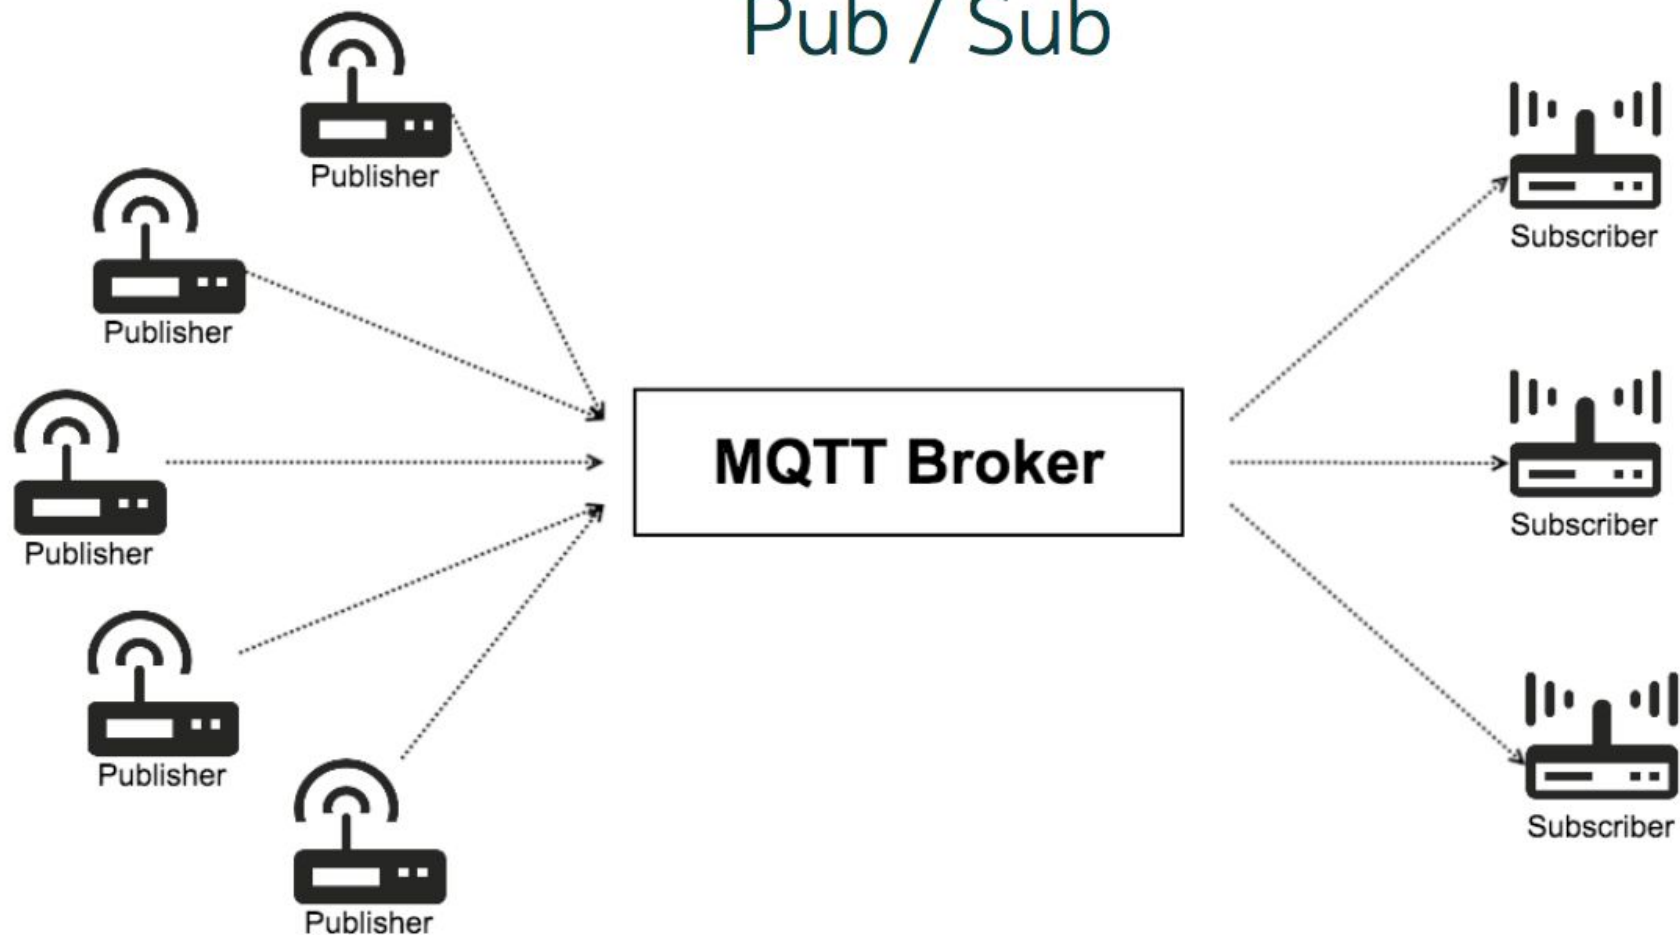 Pub / Sub
Publisher
Publisher
Publisher
Publisher
Publisher
MQTT Broker
Subscriber
Subscriber
Subscriber